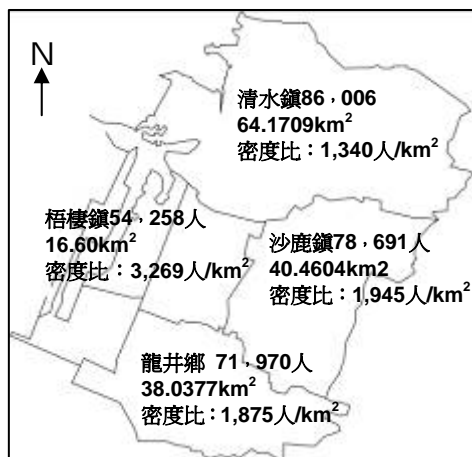 N
清水鎮86，006
64.1709km²
密度比：1,340人/km²
梧棲鎮54，258人
16.60km²
密度比：3,269人/km²
沙鹿鎮78，691人
40.4604km2
密度比：1,945人/km²
龍井鄉 71，970人
38.0377km²
密度比：1,875人/km²